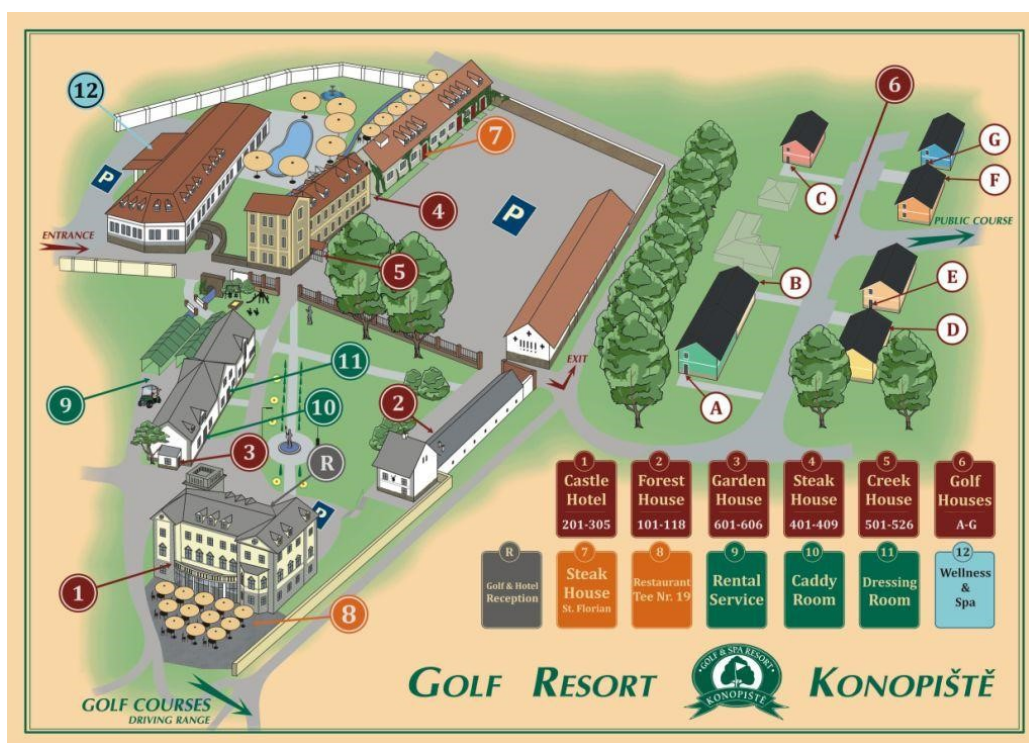 12
6
P
7
G
C
F
4
ENTRANCE
P
PUBLIC COURSE
5
B
E
EXIT
D
11
9
10
2
A
3
R
P
1
8
1
Castle
Hotel
201-305
2
Forest
House
101-118
3
Garden
House
601-606
4
Steak
House
401-409
5
Creek
House
501-526
6
Golf
Houses
A-G
R
Golf & Hotel
Reception
7
Steak
House
St. Florian
8
Restaurant
Tee Nr. 19
9
Rental
Service
10
Caddy
Room
11
Dressing
Room
12
Wellness
&
Spa
GOLF COURSES
DRIVING RANGE
GOLF RESORT
GOLF & SPA RESORT
KONOPIŠTĚ
KONOPIŠTĚ